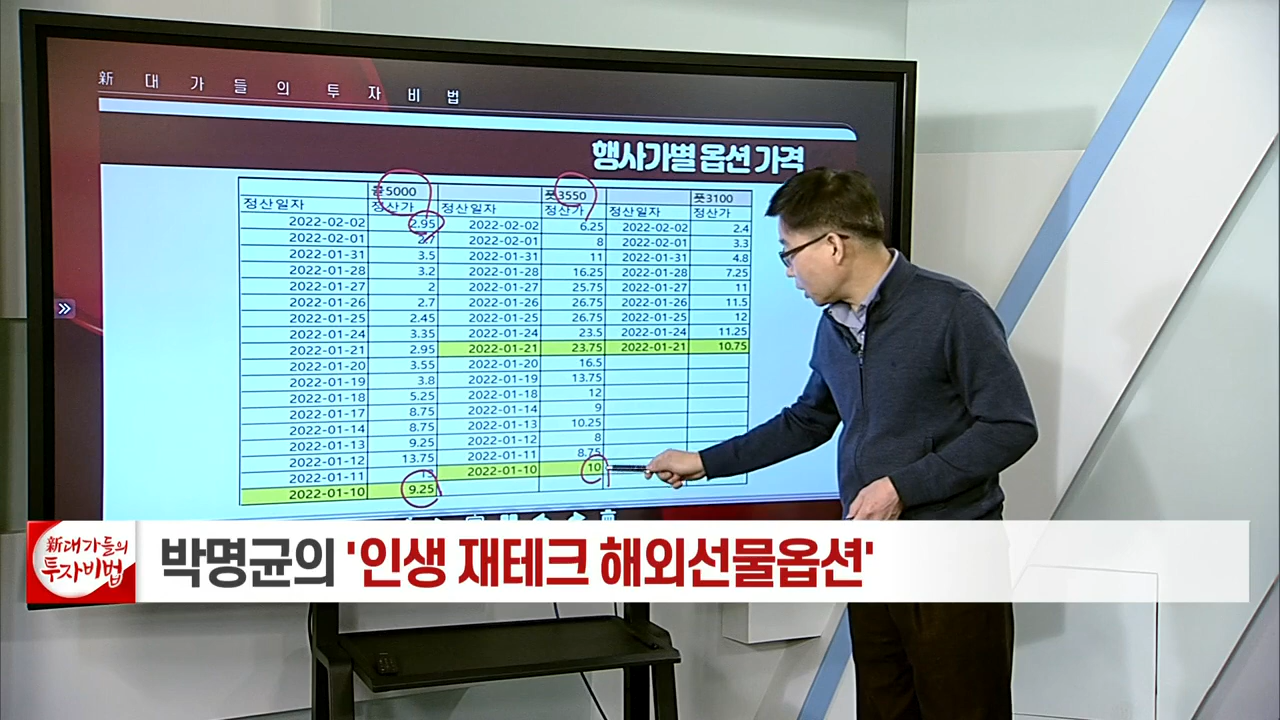 新 대 가 들 의 투 자 비 법
행사가별 옵션 가격
콜5000 풋3550 풋3100
정산일자 정산가 정산일자 정산가 정산일자 정산가
2022-02-02 2.95 2022-02-02 6.25 2022-02-02 2.4
2022-02-01 2.7 2022-02-01 8 2022-02-01 3.3
2022-01-31 3.5 2022-01-31 11 2022-01-31 4.8
2022-01-28 3.2 2022-01-28 16.25 2022-01-28 7.25
2022-01-27 2 2022-01-27 25.75 2022-01-27 11
2022-01-26 2.7 2022-01-26 26.75 2022-01-26 11.5
2022-01-25 2.45 2022-01-25 26.75 2022-01-25 12
2022-01-24 3.35 2022-01-24 23.5 2022-01-24 11.25
2022-01-21 2.95 2022-01-21 23.75 2022-01-21 10.75
2022-01-20 3.55 2022-01-20 16.5
2022-01-19 3.8 2022-01-19 13.75
2022-01-18 5.25 2022-01-18 12
2022-01-17 8.75 2022-01-14 9
2022-01-14 8.75 2022-01-13 10.25
2022-01-13 9.25 2022-01-12 8
2022-01-12 13.75 2022-01-11 8.75
2022-01-11 2022-01-10 10
2022-01-10 9.25
新대가들의
투자비법
박명균의 '인생 재테크 해외선물옵션'